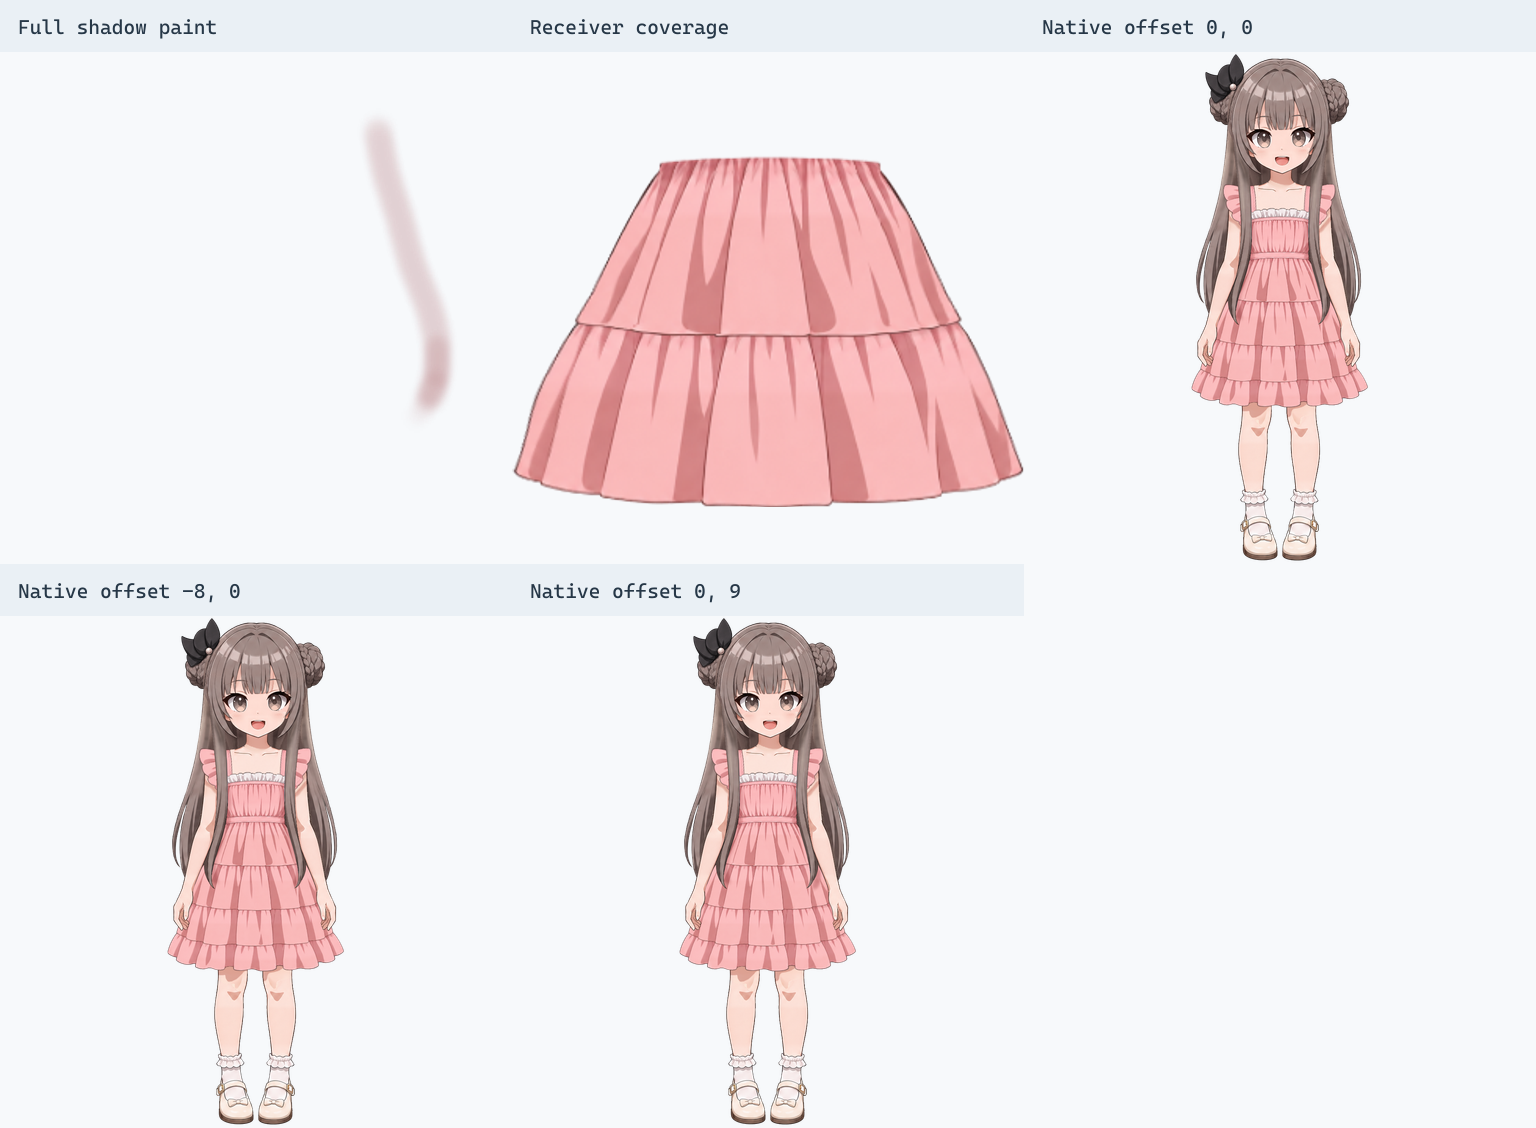 Full shadow paint
Receiver coverage
Native offset 0, 0
Native offset −8, 0
Native offset 0, 9